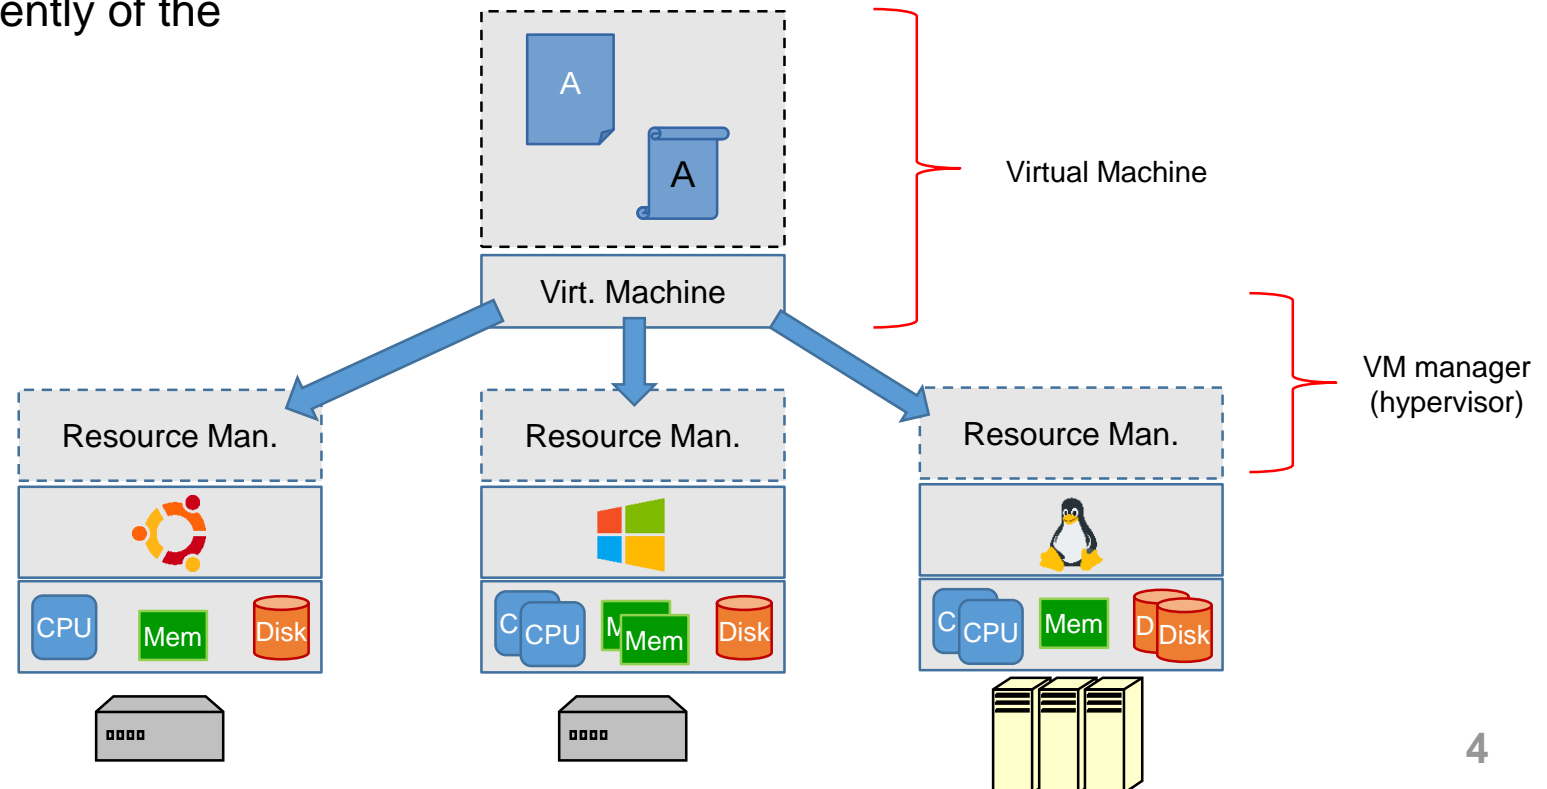 ently of the
A
A
Virtual Machine
Virt. Machine
VM manager
(hypervisor)
Resource Man.
Resource Man.
Resource Man.
CPU
Mem
Disk
C
CPU
M
Mem
Disk
C
CPU
Mem
D
Disk
4